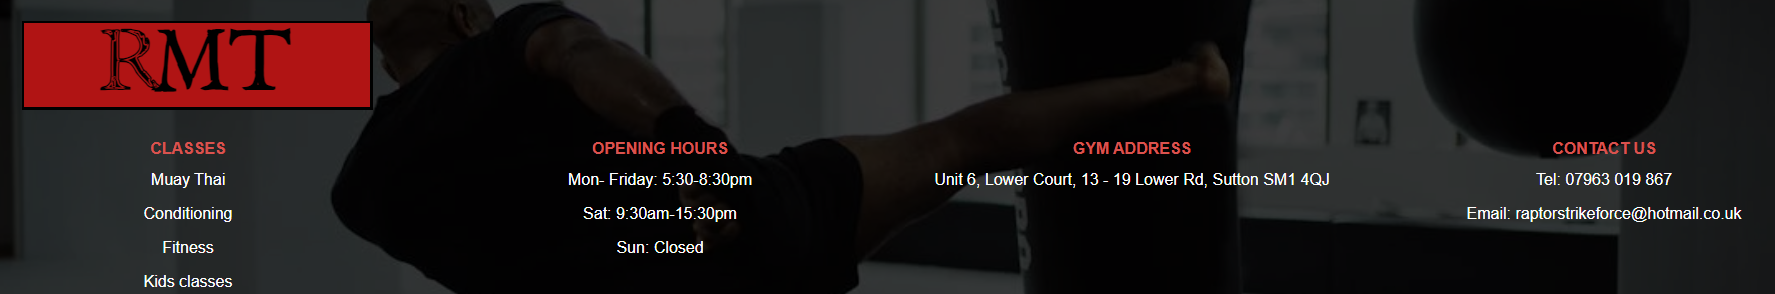 RMT
CLASSES
Muay Thai
Conditioning
Fitness
Kids classes
OPENING HOURS
Mon- Friday: 5:30-8:30pm
Sat: 9:30am-15:30pm
Sun: Closed
GYM ADDRESS
Unit 6, Lower Court, 13 - 19 Lower Rd, Sutton SM1 4QJ
CONTACT US
Tel: 07963 019 867
Email: raptorstrikeforce@hotmail.co.uk